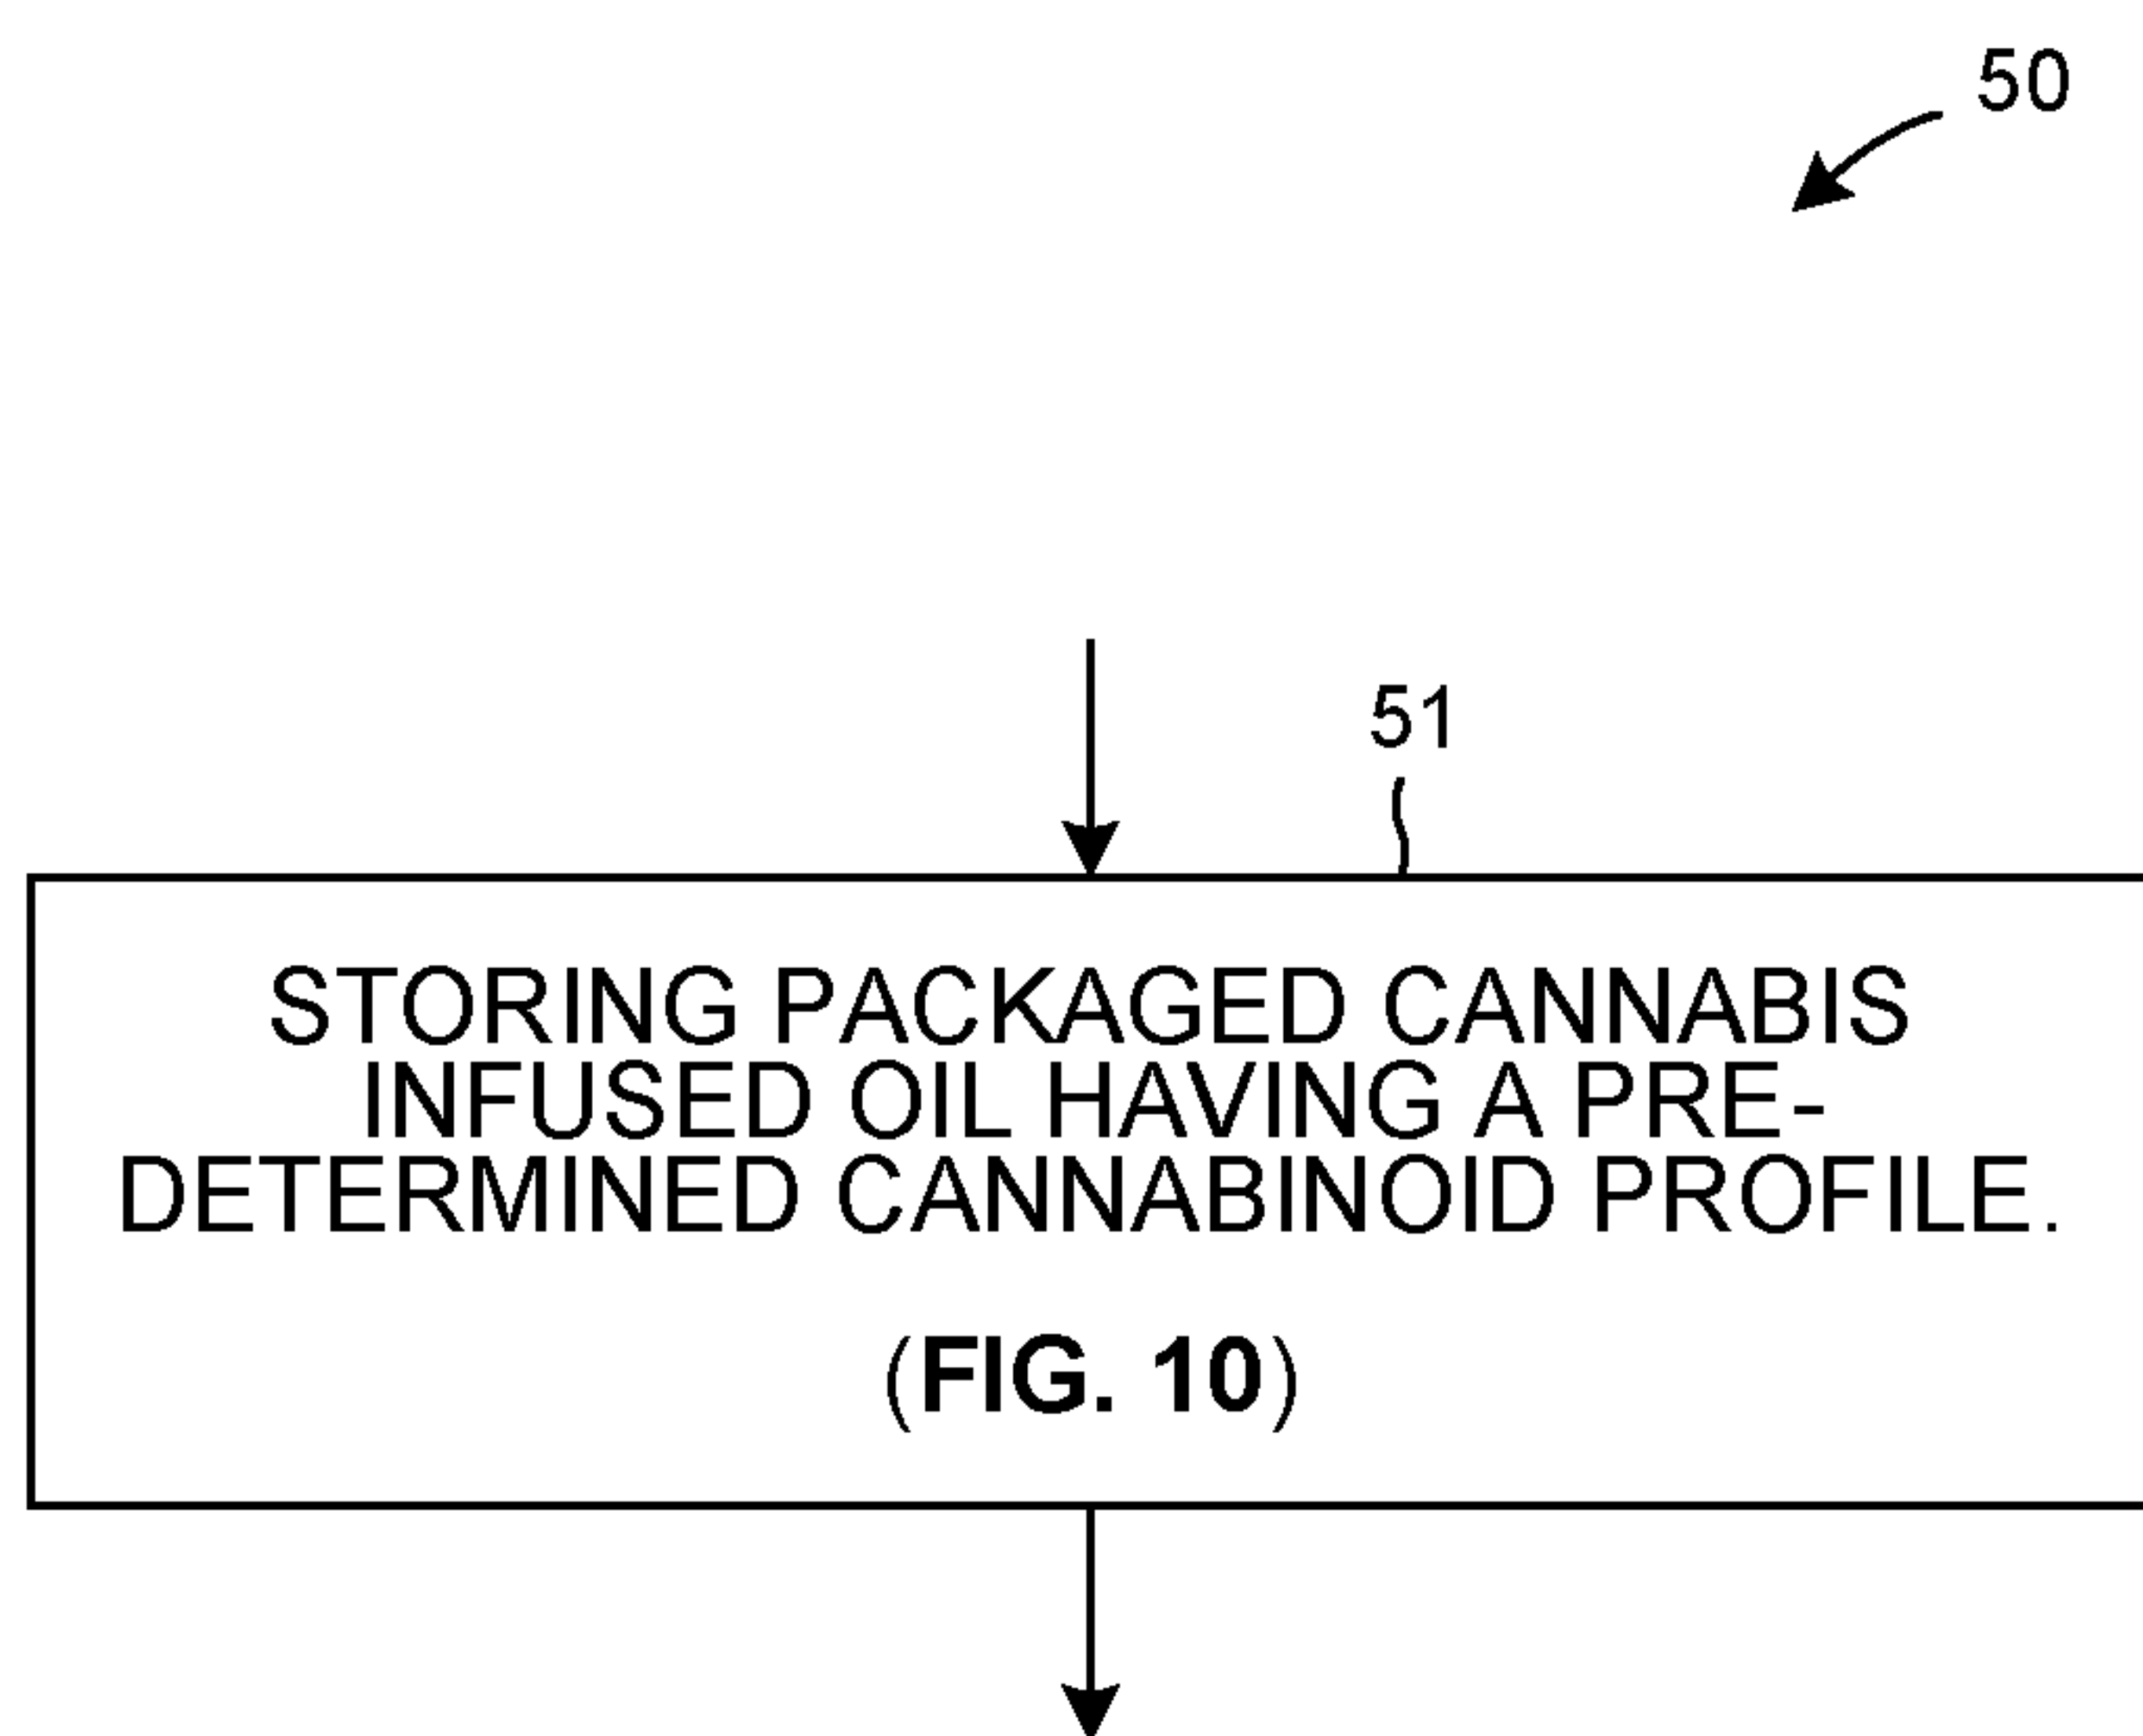 50
51
STORING PACKAGED CANNABIS
INFUSED OIL HAVING A PRE-
DETERMINED CANNABINOID PROFILE.
(FIG. 10)